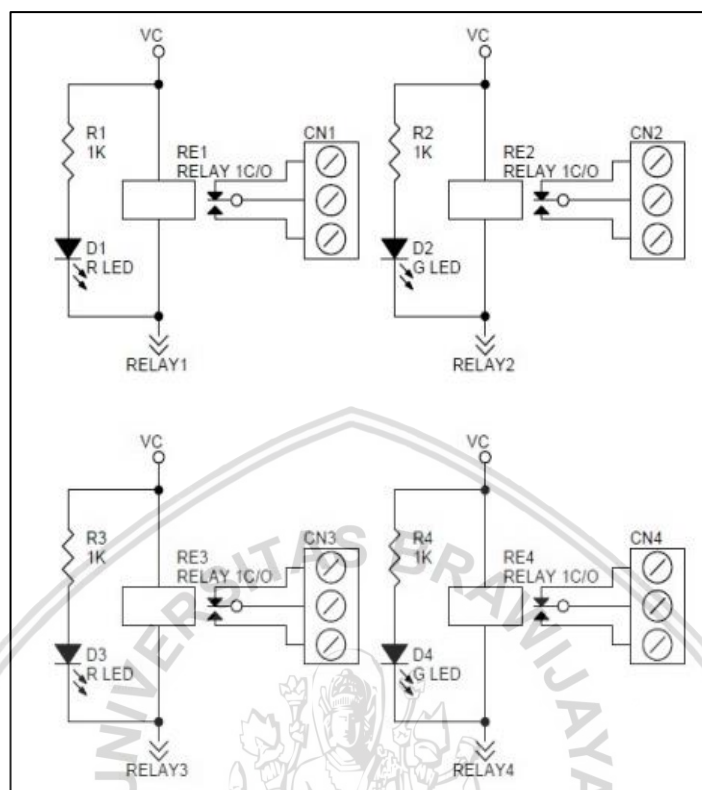 VC
VC
R1
1K
RE1
RELAY 1C/O
CN1
D1
R LED
RELAY1
R2
1K
RE2
RELAY 1C/O
CN2
D2
G LED
RELAY2
VC
VC
R3
1K
RE3
RELAY 1C/O
CN3
D3
R LED
RELAY3
R4
1K
RE4
RELAY 1C/O
CN4
D4
G LED
RELAY4
UNIVERSITAS BRAWIJAYA